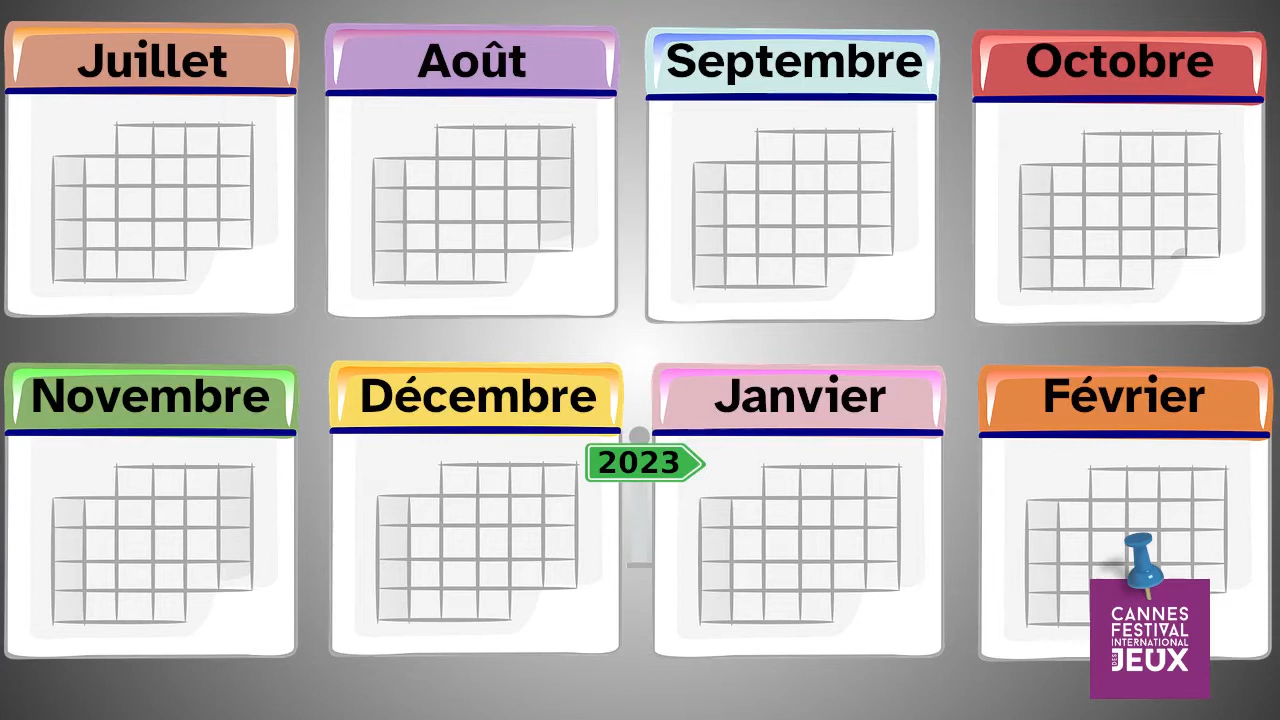 Juillet
Août
Septembre
Octobre
Novembre
Décembre
Janvier
Février
2023
CANNES
FESTIVAL
INTERNATIONAL
DES JEUX